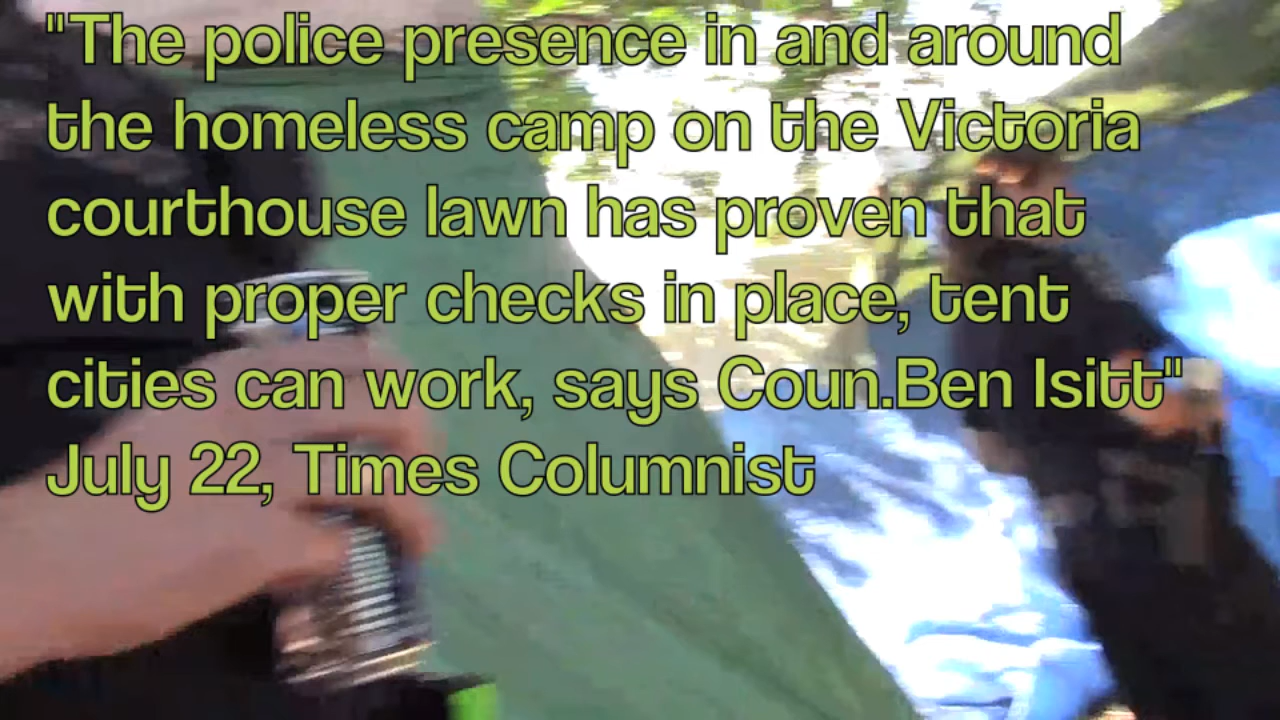 "The police presence in and around
the homeless camp on the Victoria
courthouse lawn has proven that
with proper checks in place, tent
cities can work, says Coun.Ben Isitt"
July 22, Times Columnist